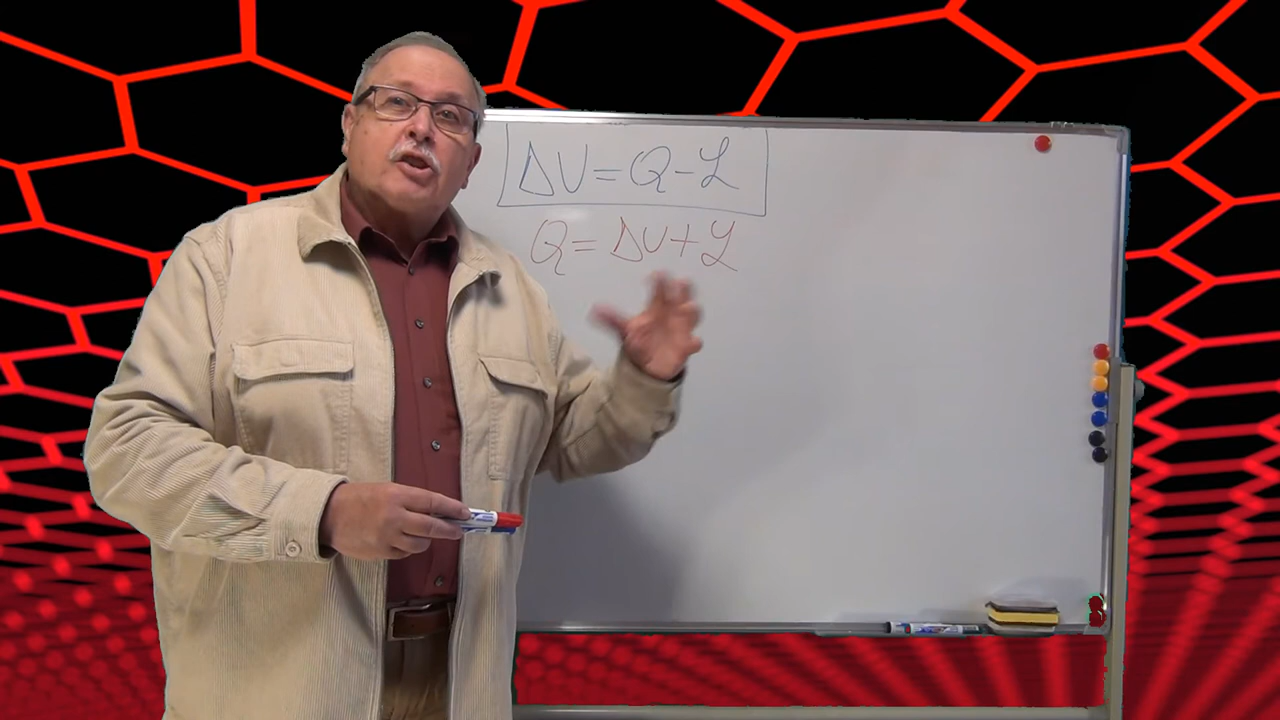 ΔU = Q - ℒ
Q = ΔU + ℒ